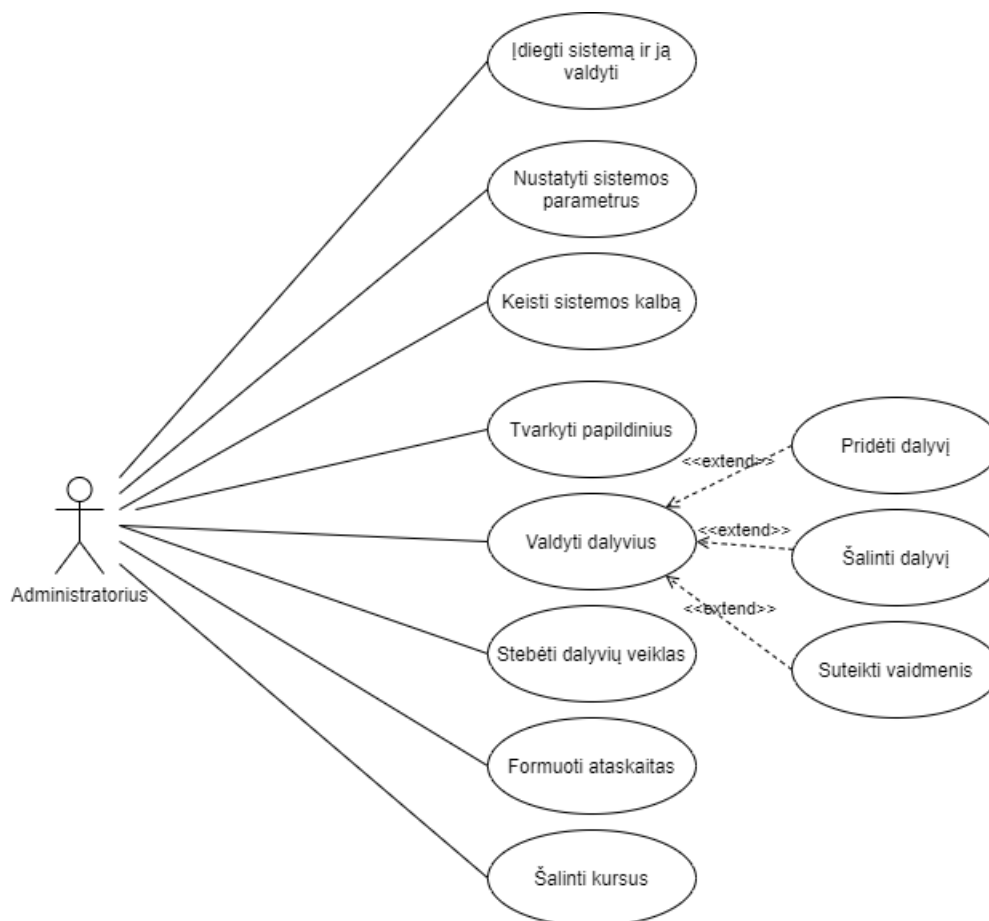 Įdiegti sistemą ir ją
valdyti
Nustatyti sistemos
parametrus
Keisti sistemos kalbą
Tvarkyti papildinius
Pridėti dalyvį
<<extend>>
Valdyti dalyvius
<<extend>>
Šalinti dalyvį
Administratorius
<<extend>>
Stebėti dalyvių veiklas
Suteikti vaidmenis
Formuoti ataskaitas
Šalinti kursus